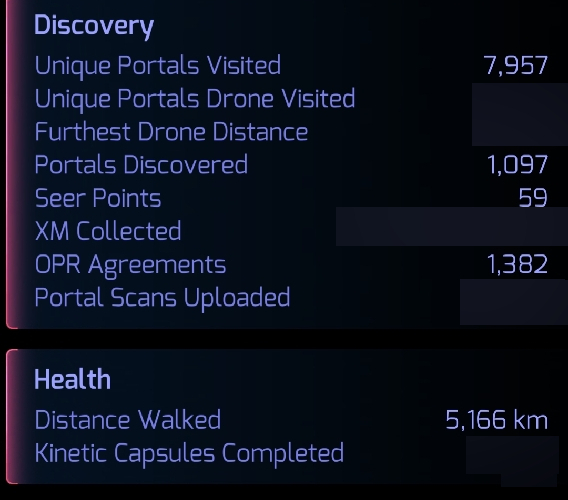 Discovery
Unique Portals Visited 7,957
Unique Portals Drone Visited
Furthest Drone Distance
Portals Discovered 1,097
Seer Points 59
XM Collected
OPR Agreements 1,382
Portal Scans Uploaded
Health
Distance Walked 5,166 km
Kinetic Capsules Completed